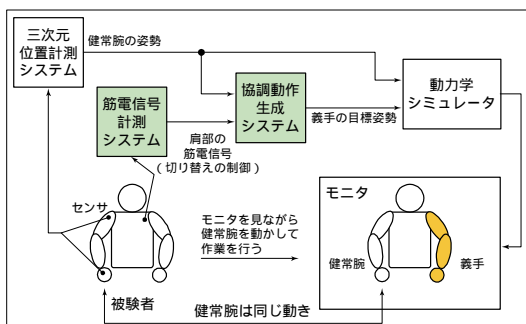 三次元
位置計測
システム
健常腕の姿勢
筋電信号
計測
システム
協調動作
生成
システム
動力学
シミュレータ
義手の目標姿勢
肩部の
筋電信号
(切り替えの制御)
センサ
モニタを見ながら
健常腕を動かして
作業を行う
モニタ
健常腕
義手
被験者
健常腕は同じ動き